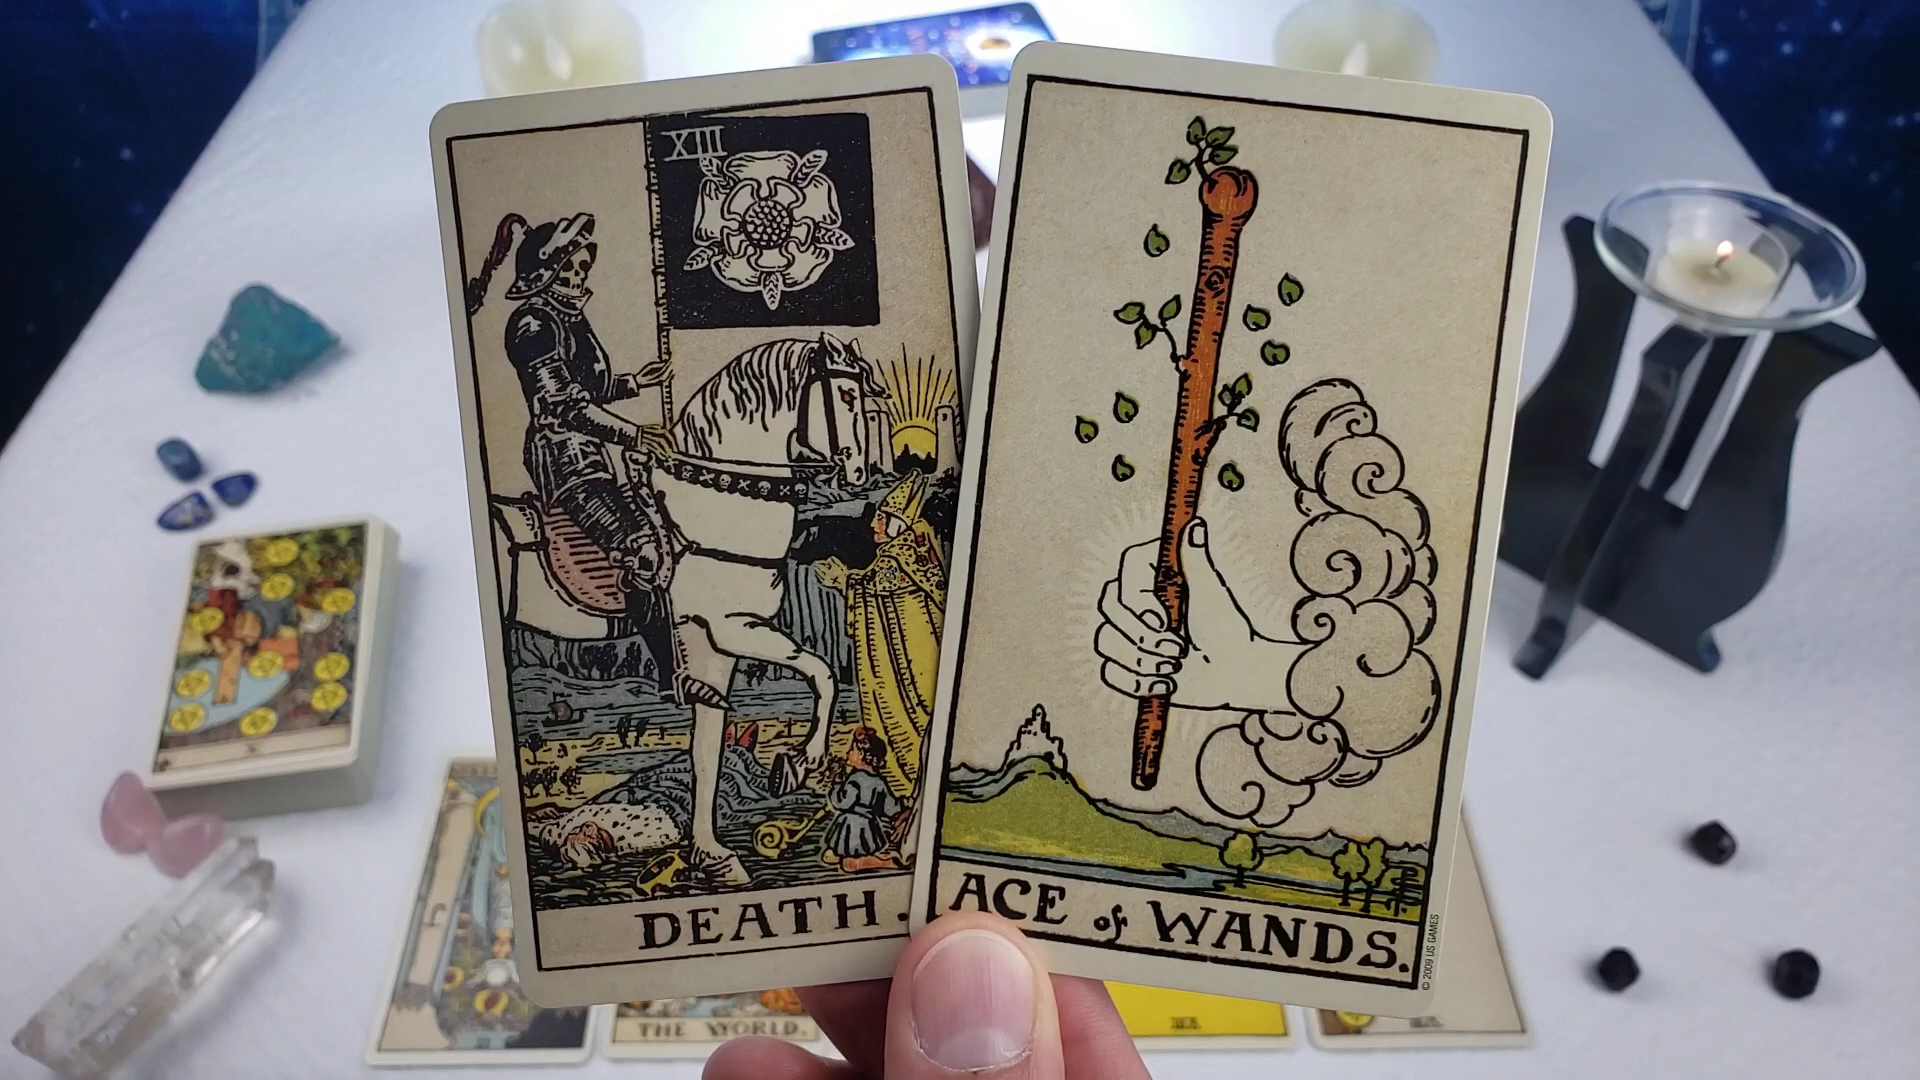 XIII
DEATH.
ACE of WANDS.
© 2009 US GAMES
X
THE WORLD.